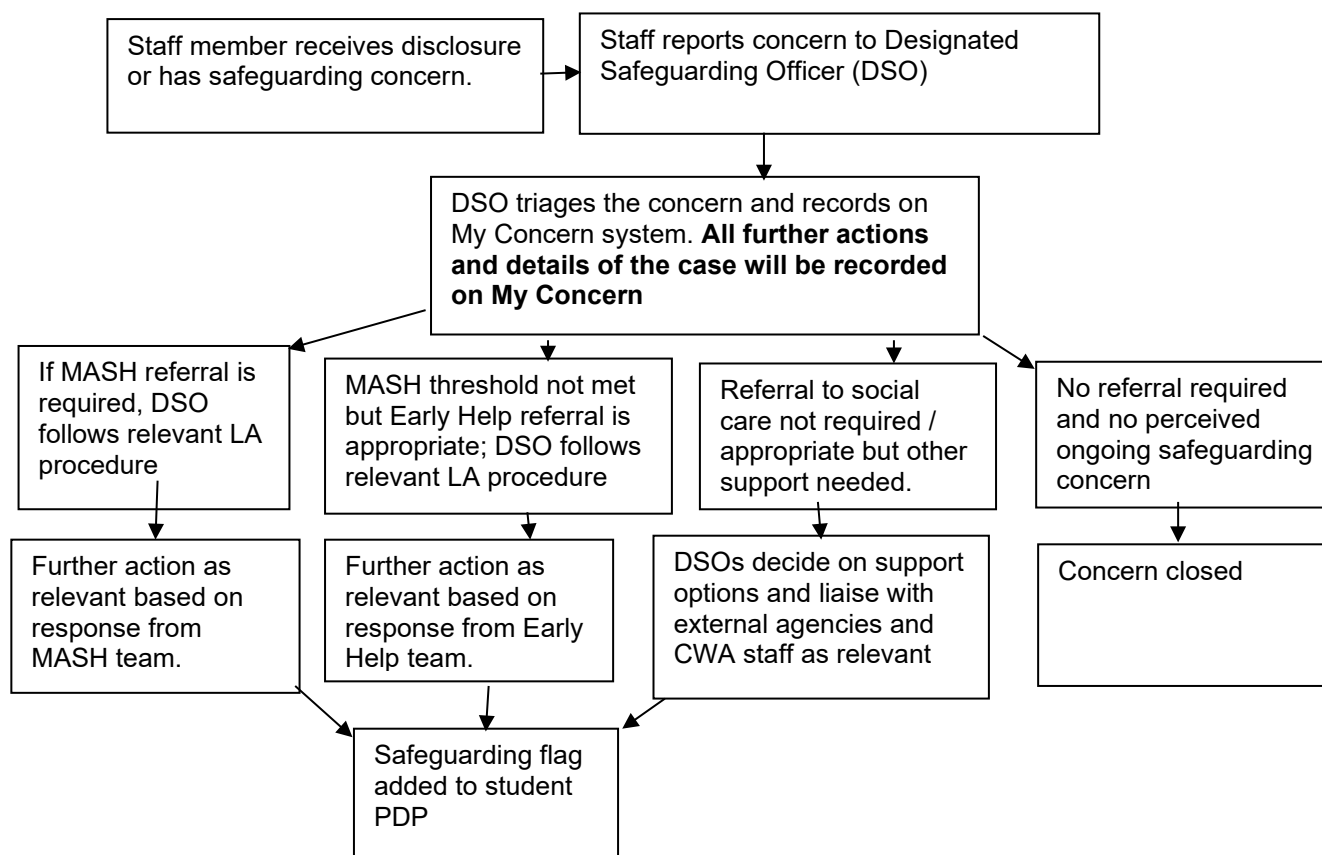 Staff member receives disclosure
or has safeguarding concern.
Staff reports concern to Designated
Safeguarding Officer (DSO)
DSO triages the concern and records on
My Concern system. All further actions
and details of the case will be recorded
on My Concern
If MASH referral is
required, DSO
follows relevant LA
procedure
MASH threshold not met
but Early Help referral is
appropriate; DSO follows
relevant LA procedure
Referral to social
care not required /
appropriate but other
support needed.
No referral required
and no perceived
ongoing safeguarding
concern
Further action as
relevant based on
response from
MASH team.
Further action as
relevant based on
response from Early
Help team.
DSOs decide on support
options and liaise with
external agencies and
CWA staff as relevant
Concern closed
Safeguarding flag
added to student
PDP